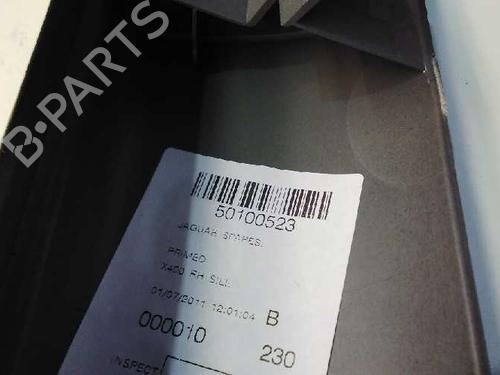 B-PARTS
50100523
JAGUAR SPARES.
PRIMED
X400 RH SILL
01/07/2011 12:01:04 B
000010 230
INSPECT